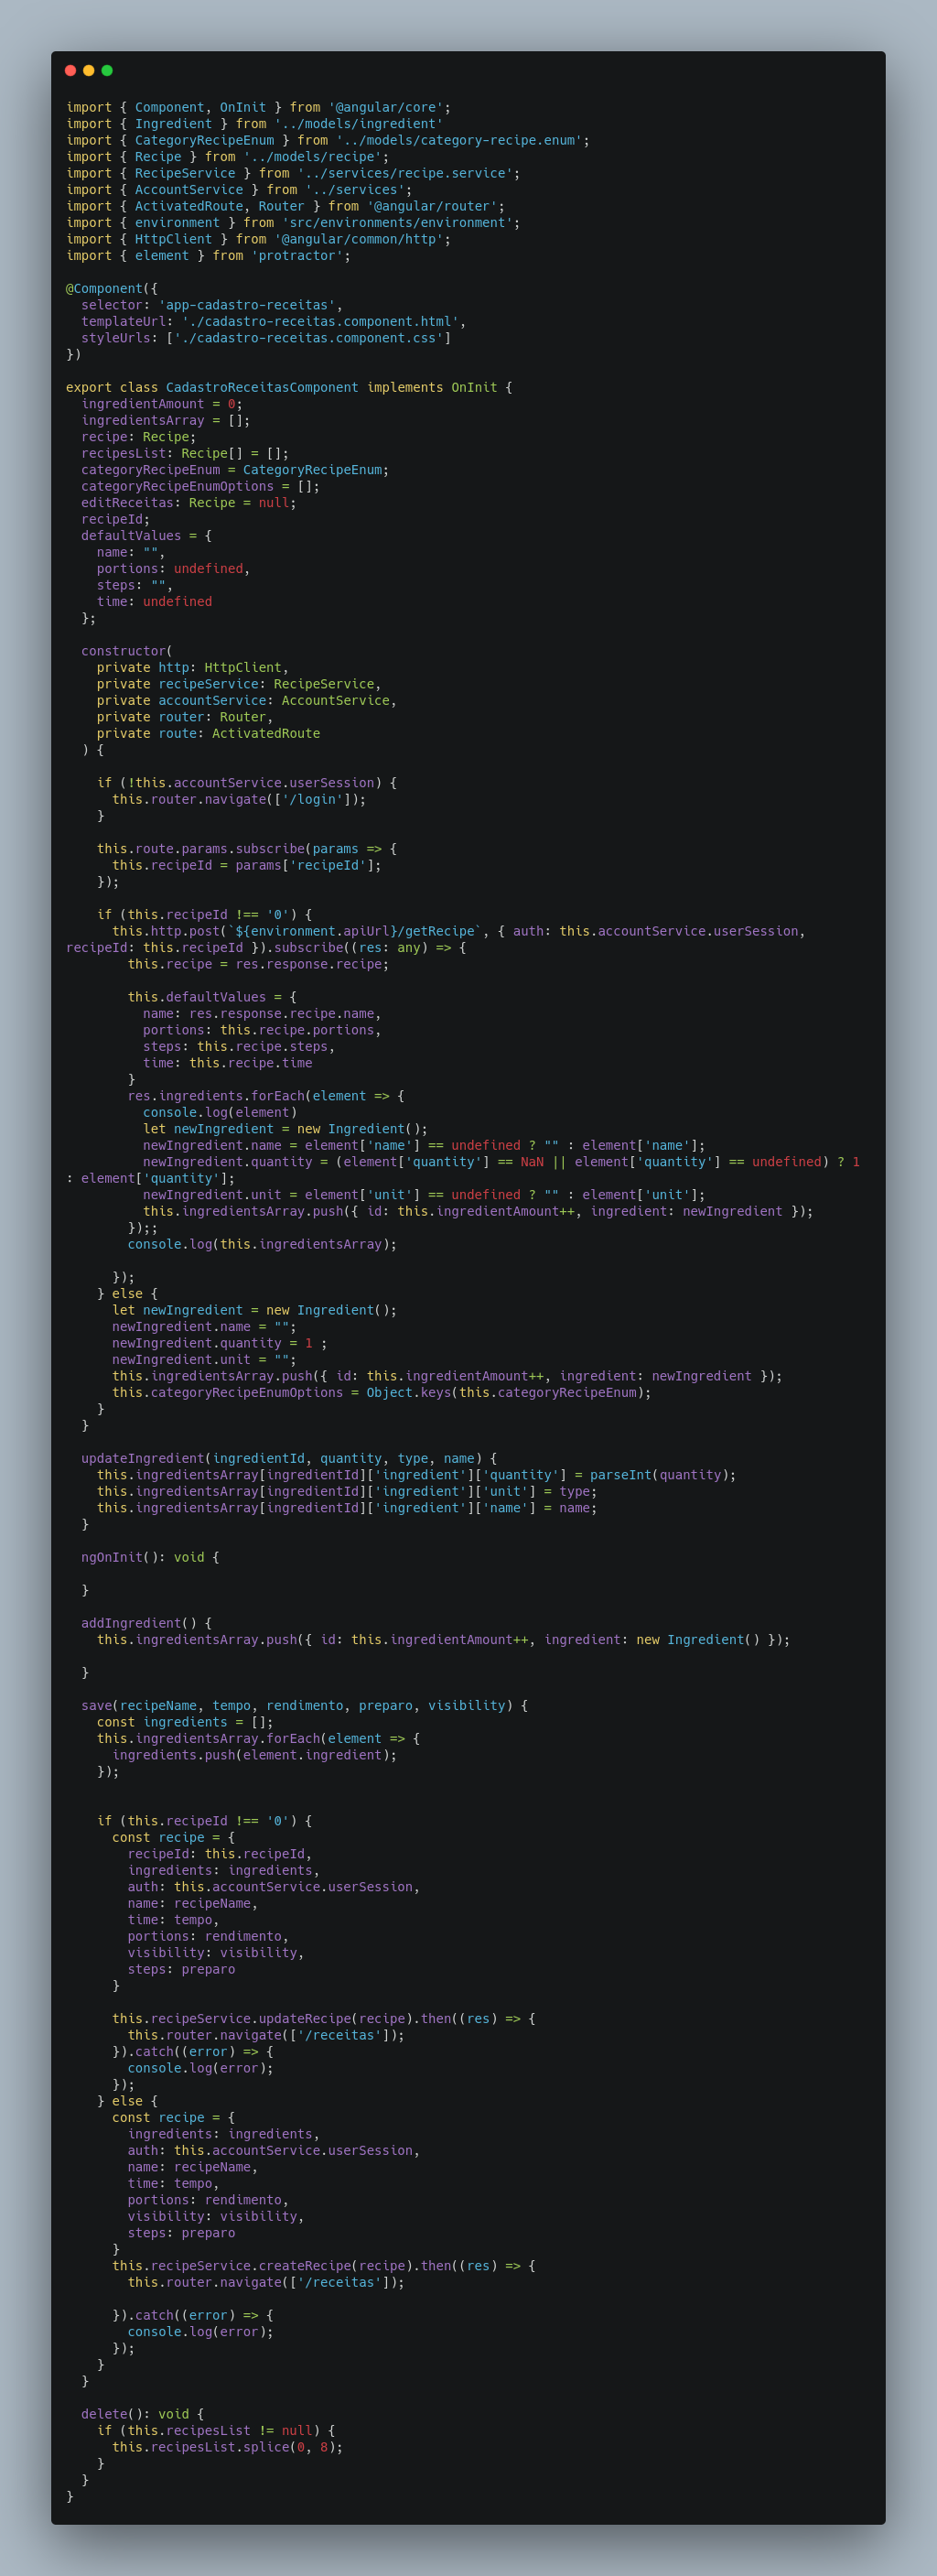 import { Component, OnInit } from '@angular/core';
import { Ingredient } from '../models/ingredient'
import { CategoryRecipeEnum } from '../models/category-recipe.enum';
import { Recipe } from '../models/recipe';
import { RecipeService } from '../services/recipe.service';
import { AccountService } from '../services';
import { ActivatedRoute, Router } from '@angular/router';
import { environment } from 'src/environments/environment';
import { HttpClient } from '@angular/common/http';
import { element } from 'protractor';

@Component({
  selector: 'app-cadastro-receitas',
  templateUrl: './cadastro-receitas.component.html',
  styleUrls: ['./cadastro-receitas.component.css']
})

export class CadastroReceitasComponent implements OnInit {
  ingredientAmount = 0;
  ingredientsArray = [];
  recipe: Recipe;
  recipesList: Recipe[] = [];
  categoryRecipeEnum = CategoryRecipeEnum;
  categoryRecipeEnumOptions = [];
  editReceitas: Recipe = null;
  recipeId;
  defaultValues = {
    name: "",
    portions: undefined,
    steps: "",
    time: undefined
  };

  constructor(
    private http: HttpClient,
    private recipeService: RecipeService,
    private accountService: AccountService,
    private router: Router,
    private route: ActivatedRoute
  ) {

    if (!this.accountService.userSession) {
      this.router.navigate(['/login']);
    }

    this.route.params.subscribe(params => {
      this.recipeId = params['recipeId'];
    });

    if (this.recipeId !== '0') {
      this.http.post(`${environment.apiUrl}/getRecipe`, { auth: this.accountService.userSession,
recipeId: this.recipeId }).subscribe((res: any) => {
        this.recipe = res.response.recipe;

        this.defaultValues = {
          name: res.response.recipe.name,
          portions: this.recipe.portions,
          steps: this.recipe.steps,
          time: this.recipe.time
        }
        res.ingredients.forEach(element => {
          console.log(element)
          let newIngredient = new Ingredient();
          newIngredient.name = element['name'] == undefined ? "" : element['name'];
          newIngredient.quantity = (element['quantity'] == NaN || element['quantity'] == undefined) ? 1
: element['quantity'];
          newIngredient.unit = element['unit'] == undefined ? "" : element['unit'];
          this.ingredientsArray.push({ id: this.ingredientAmount++, ingredient: newIngredient });
        });;
        console.log(this.ingredientsArray);

      });
    } else {
      let newIngredient = new Ingredient();
      newIngredient.name = "";
      newIngredient.quantity = 1 ;
      newIngredient.unit = "";
      this.ingredientsArray.push({ id: this.ingredientAmount++, ingredient: newIngredient });
      this.categoryRecipeEnumOptions = Object.keys(this.categoryRecipeEnum);
    }
  }

  updateIngredient(ingredientId, quantity, type, name) {
    this.ingredientsArray[ingredientId]['ingredient']['quantity'] = parseInt(quantity);
    this.ingredientsArray[ingredientId]['ingredient']['unit'] = type;
    this.ingredientsArray[ingredientId]['ingredient']['name'] = name;
  }

  ngOnInit(): void {

  }

  addIngredient() {
    this.ingredientsArray.push({ id: this.ingredientAmount++, ingredient: new Ingredient() });

  }

  save(recipeName, tempo, rendimento, preparo, visibility) {
    const ingredients = [];
    this.ingredientsArray.forEach(element => {
      ingredients.push(element.ingredient);
    });


    if (this.recipeId !== '0') {
      const recipe = {
        recipeId: this.recipeId,
        ingredients: ingredients,
        auth: this.accountService.userSession,
        name: recipeName,
        time: tempo,
        portions: rendimento,
        visibility: visibility,
        steps: preparo
      }

      this.recipeService.updateRecipe(recipe).then((res) => {
        this.router.navigate(['/receitas']);
      }).catch((error) => {
        console.log(error);
      });
    } else {
      const recipe = {
        ingredients: ingredients,
        auth: this.accountService.userSession,
        name: recipeName,
        time: tempo,
        portions: rendimento,
        visibility: visibility,
        steps: preparo
      }
      this.recipeService.createRecipe(recipe).then((res) => {
        this.router.navigate(['/receitas']);

      }).catch((error) => {
        console.log(error);
      });
    }
  }

  delete(): void {
    if (this.recipesList != null) {
      this.recipesList.splice(0, 8);
    }
  }
}